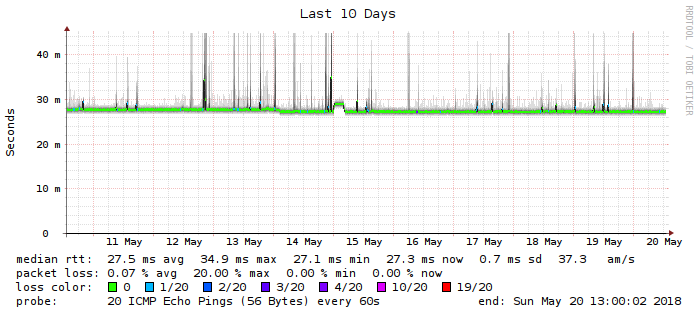 Last 10 Days
RRDTOOL / TOBI OETIKER
Seconds
40 m
30 m
20 m
10 m
0
11 May 12 May 13 May 14 May 15 May 16 May 17 May 18 May 19 May 20 May
median rtt: 27.5 ms avg 34.9 ms max 27.1 ms min 27.3 ms now 0.7 ms sd 37.3 am/s
packet loss: 0.07 % avg 20.00 % max 0.00 % min 0.00 % now
loss color: 0 1/20 2/20 3/20 4/20 10/20 19/20
probe: 20 ICMP Echo Pings (56 Bytes) every 60s end: Sun May 20 13:00:02 2018